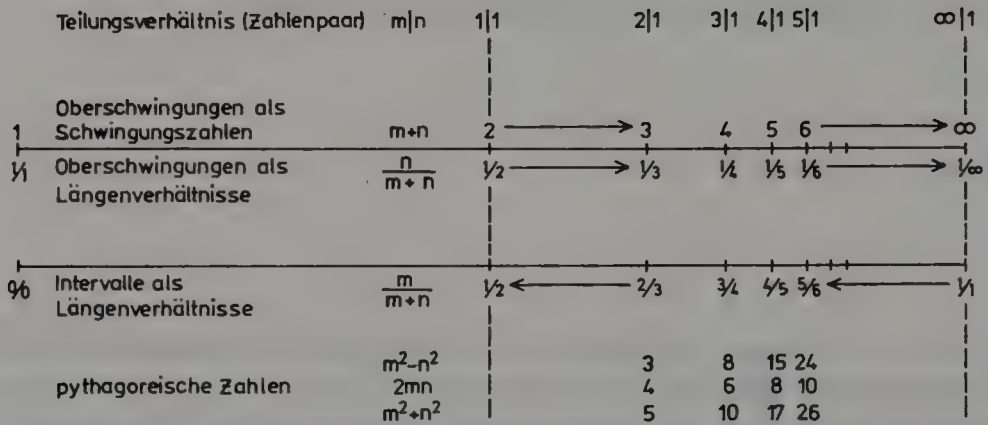 Teilungsverhältnis (Zahlenpaar) m|n 1|1 2|1 3|1 4|1 5|1 ∞|1
Oberschwingungen als
1 Schwingungszahlen m+n 2 3 4 5 6 ∞
1/1 Oberschwingungen als n/m+n 1/2 1/3 1/4 1/5 1/6 1/∞
Längenverhältnisse
% Intervalle als m/m+n 1/2 2/3 3/4 4/5 5/6 1/1
Längenverhältnisse
m²-n² 3 8 15 24
pythagoreische Zahlen 2mn 4 6 8 10
m²+n² 5 10 17 26